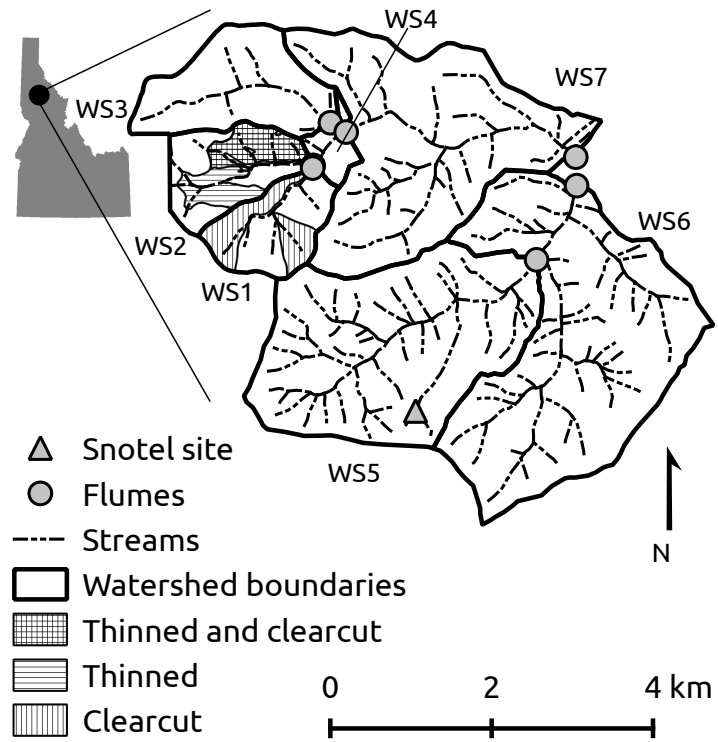 WS4
WS7
WS3
WS6
WS2
WS1
WS5
Snotel site
Flumes
Streams
N
Watershed boundaries
Thinned and clearcut
Thinned
Clearcut
0 2 4 km